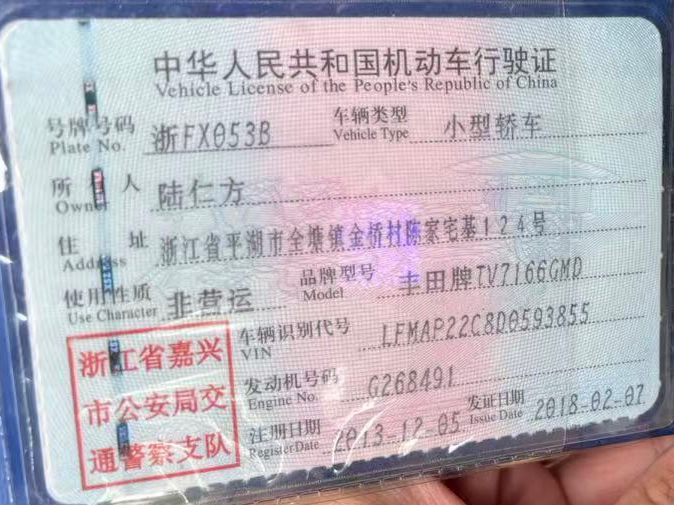 中华人民共和国机动车行驶证
Vehicle License of the People's Republic of China
号牌号码 浙FX053B 车辆类型 小型轿车
Plate No. Vehicle Type
所有人 陆仁方
Owner
住址 浙江省平湖市全塘镇金桥村陈家宅基124号
Address
使用性质 非营运 品牌型号 丰田牌TV7166GMD
Use Character Model
浙江省嘉兴 车辆识别代号 LFMAP22C8D0593855
VIN
市公安局交 发动机号码 G268491
Engine No.
通警察支队 注册日期 2013-12-05 发证日期 2018-02-07
Register Date Issue Date